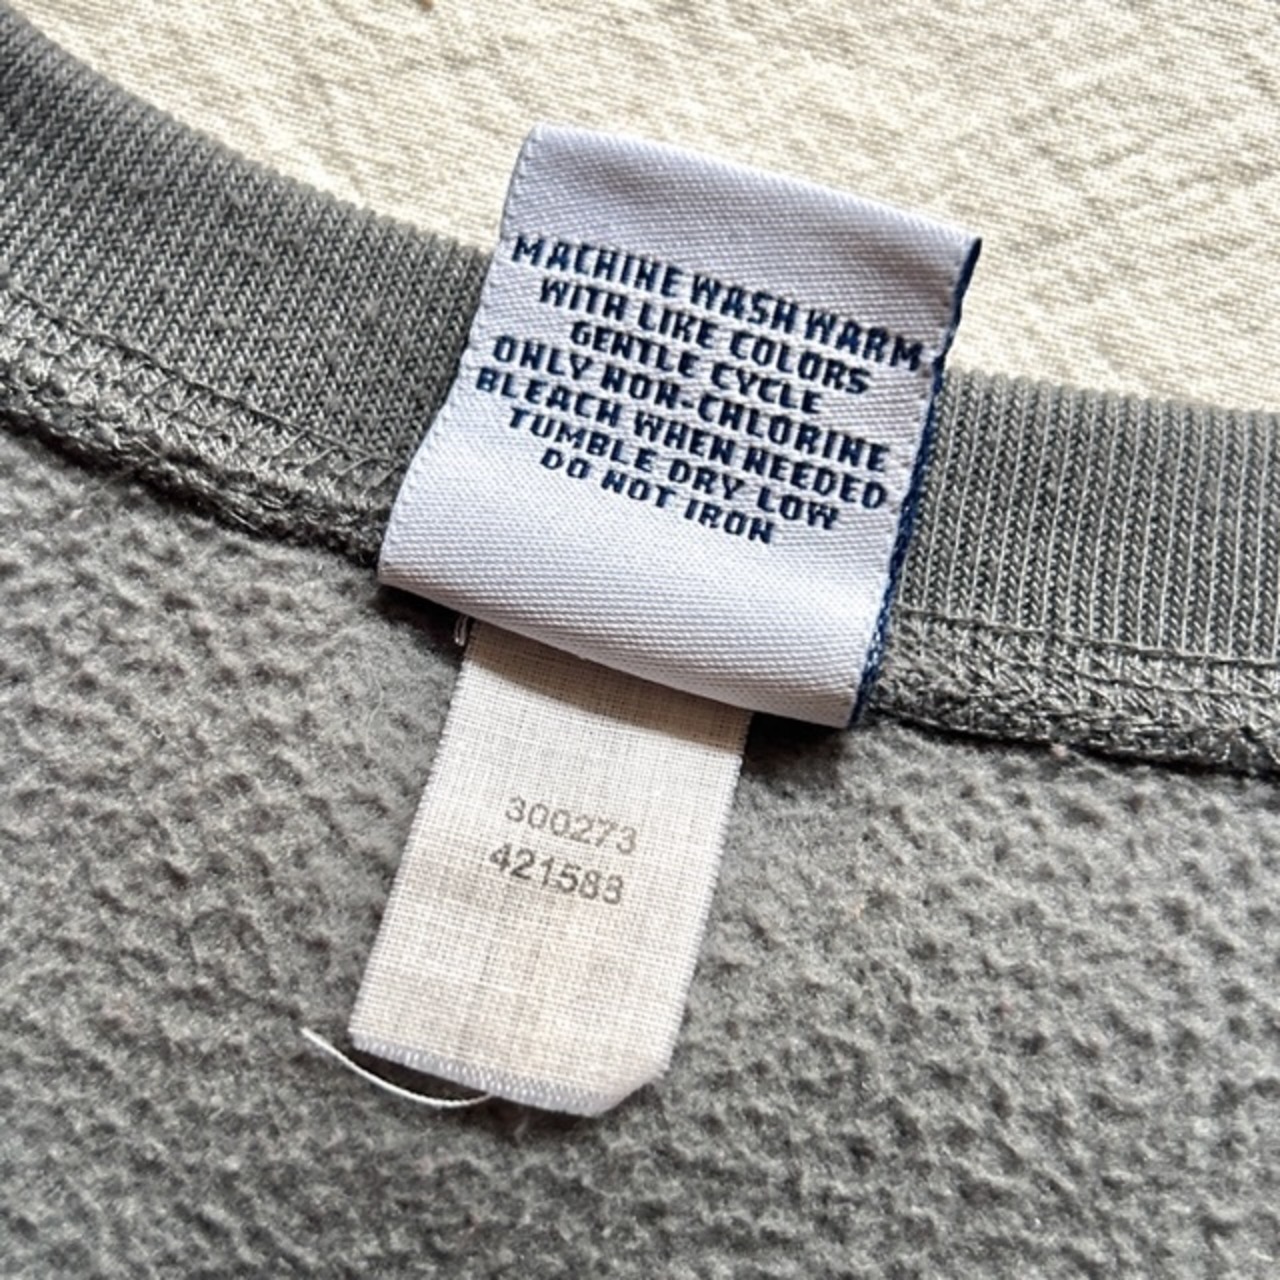 MACHINE WASH WARM
WITH LIKE COLORS
GENTLE CYCLE
ONLY NON-CHLORINE
BLEACH WHEN NEEDED
TUMBLE DRY LOW
DO NOT IRON
300273
421583